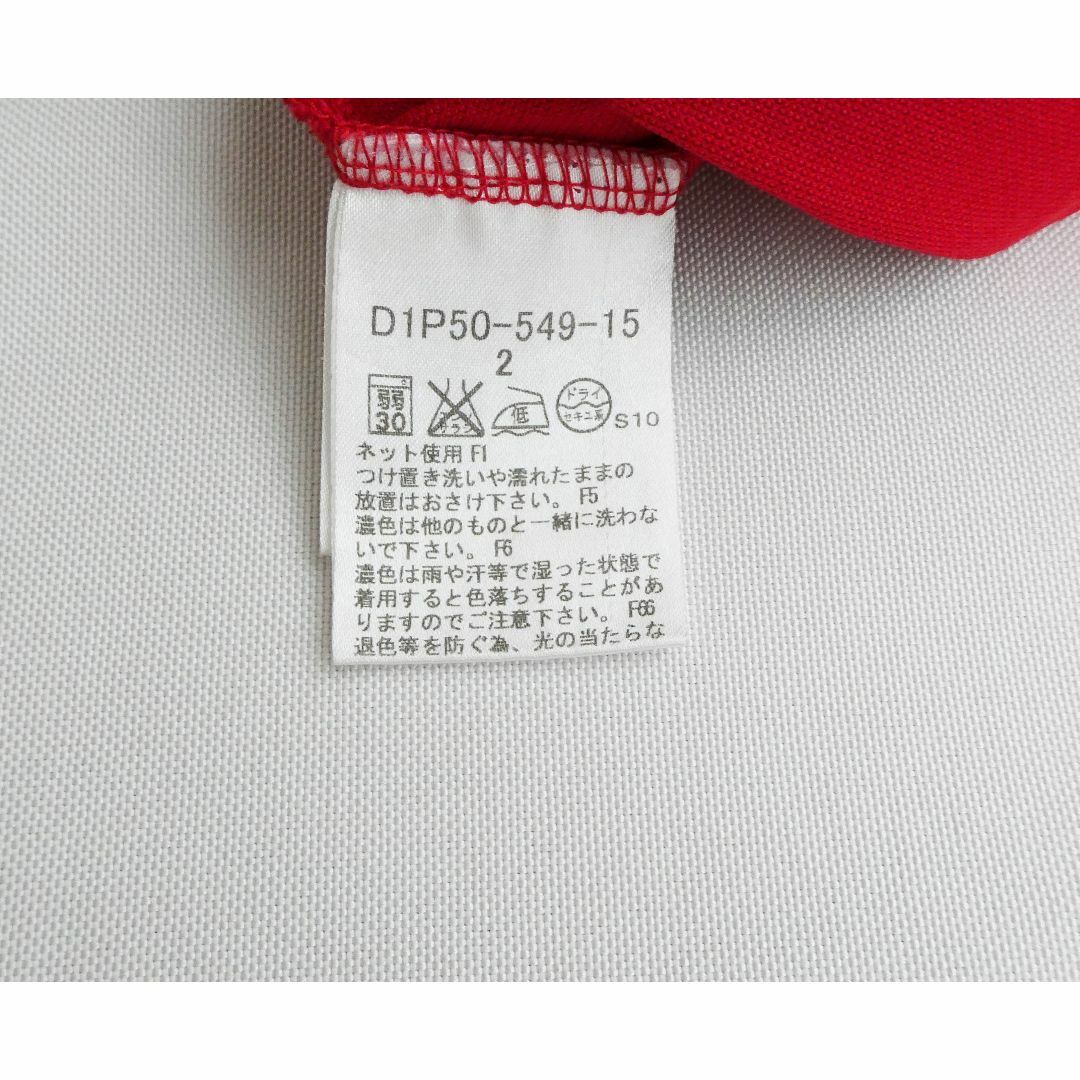 D1P50-549-15
2
弱
30
エンソ
サラシ
低
ドライ
セキユ系
S10
ネット使用 F1
つけ置き洗いや濡れたままの
放置はおさけ下さい。 F5
濃色は他のものと一緒に洗わな
いで下さい。 F6
濃色は雨や汗等で湿った状態で
着用すると色落ちすることがあ
りますのでご注意下さい。 F66
退色等を防ぐ為、光の当たらな